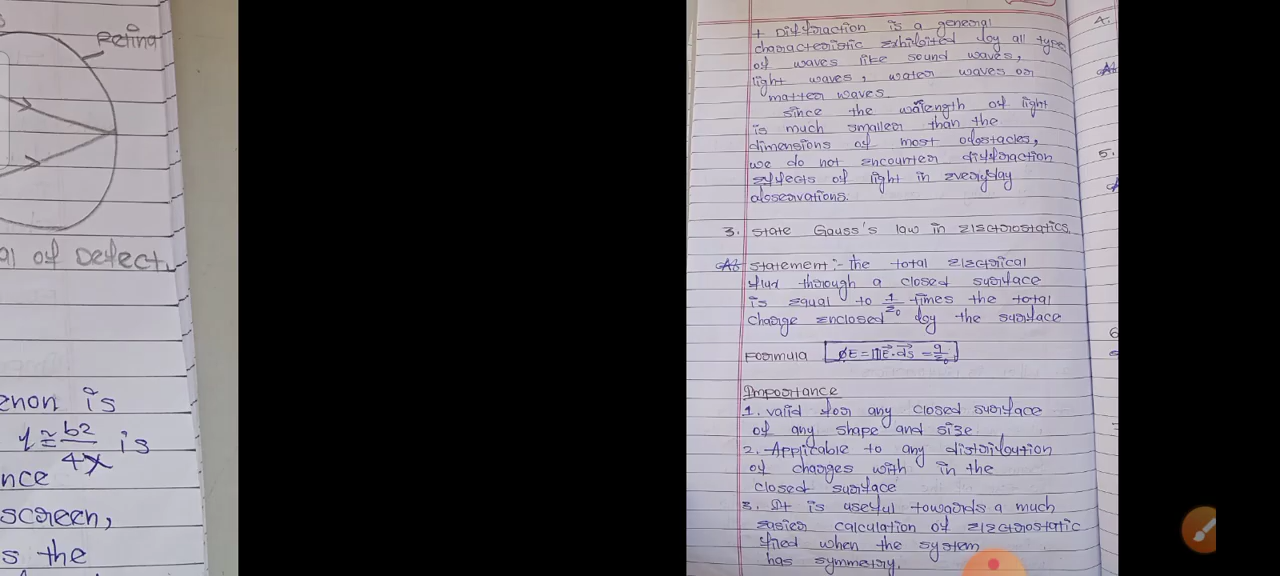 Retina
al of Defect.
enon is
y ≅ b2/4λ is
nce
screen,
s the
+ Diffraction is a general
characteristic exhibited by all types
of waves like sound waves,
light waves, water waves or
matter waves.
since the walength of light
is much smaller than the
dimensions of most obstacles,
we do not encounter diffraction
effects of light in everyday
observations.
3. State Gauss's law in Electrostatics.
A) Statement:- the total Electrical
flux through a closed surface
is equal to 1/ε0 times the total
charge enclosed by the surface
Formula ϕE = ∏E⃗.ds⃗ = q/ε0
Importance
1. valid for any closed surface
of any shape and size.
2. Applicable to any distribution
of charges with in the
closed surface
3. It is useful towards a much
easier calculation of electrostatic
fied when the system
has symmetry.
4.
5.
6